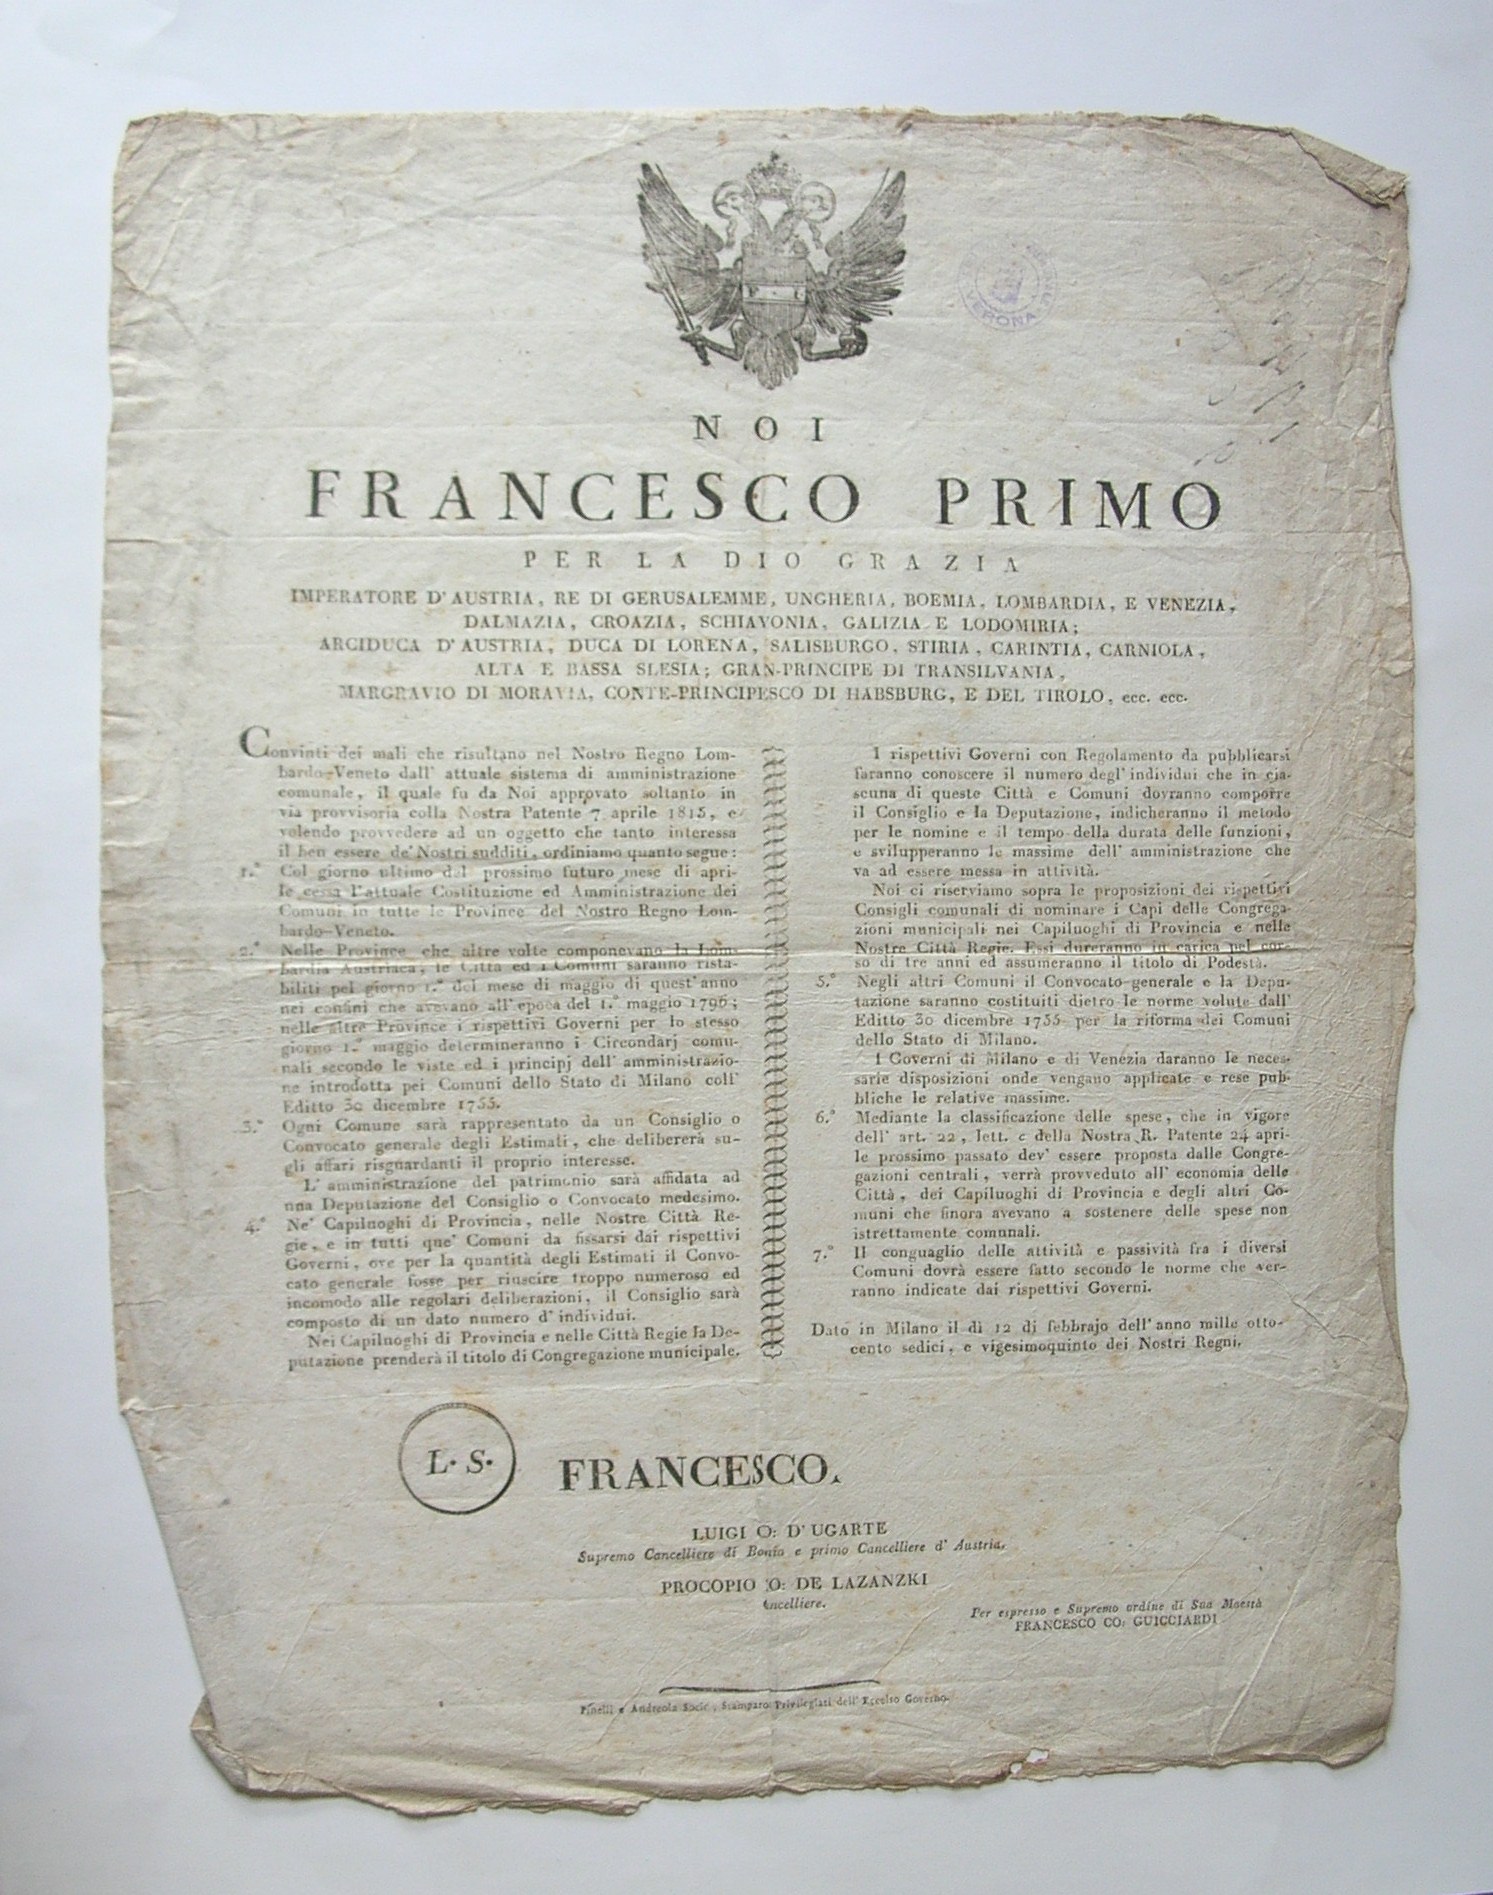 VERONA
NOI
FRANCESCO PRIMO
PER LA DIO GRAZIA
IMPERATORE D'AUSTRIA, RE DI GERUSALEMME, UNGHERIA, BOEMIA, LOMBARDIA, E VENEZIA,
DALMAZIA, CROAZIA, SCHIAVONIA, GALIZIA E LODOMIRIA;
ARCIDUCA D'AUSTRIA, DUCA DI LORENA, SALISBURGO, STIRIA, CARINTIA, CARNIOLA,
ALTA E BASSA SLESIA; GRAN-PRINCIPE DI TRANSILVANIA,
MARGRAVIO DI MORAVIA, CONTE-PRINCIPESCO DI HABSBURG, E DEL TIROLO, ecc. ecc.
Convinti dei mali che risultano nel Nostro Regno Lom-
bardo-Veneto dall' attuale sistema di amministrazione
comunale, il quale fu da Noi approvato soltanto in
via provvisoria colla Nostra Patente 7 aprile 1815, e
volendo provvedere ad un oggetto che tanto interessa
il ben essere de' Nostri sudditi, ordiniamo quanto segue:
1.° Col giorno ultimo del prossimo futuro mese di apri-
le cessa l'attuale Costituzione ed Amministrazione dei
Comuni in tutte le Province del Nostro Regno Lom-
bardo-Veneto.
2.° Nelle Province che altre volte componevano la Lom-
bardia Austriaca, le Città ed i Comuni saranno rista-
biliti pel giorno 1.° del mese di maggio di quest'anno
nei confini che avevano all'epoca del 1.° maggio 1796;
nelle altre Province i rispettivi Governi per lo stesso
giorno 1.° maggio determineranno i Circondarj comu-
nali secondo le viste ed i principj dell' amministrazio-
ne introdotta pei Comuni dello Stato di Milano coll'
Editto 30 dicembre 1755.
3.° Ogni Comune sarà rappresentato da un Consiglio o
Convocato generale degli Estimati, che delibererà su-
gli affari risguardanti il proprio interesse.
L' amministrazione del patrimonio sarà affidata ad
una Deputazione del Consiglio o Convocato medesimo.
4.° Ne' Capiluoghi di Provincia, nelle Nostre Città Re-
gie, e in tutti que' Comuni da fissarsi dai rispettivi
Governi, ove per la quantità degli Estimati il Convo-
cato generale fosse per riuscire troppo numeroso ed
incomodo alle regolari deliberazioni, il Consiglio sarà
composto di un dato numero d' individui.
Nei Capiluoghi di Provincia e nelle Città Regie la De-
putazione prenderà il titolo di Congregazione municipale.
I rispettivi Governi con Regolamento da pubblicarsi
faranno conoscere il numero degl' individui che in cia-
scuna di queste Città e Comuni dovranno comporre
il Consiglio e la Deputazione, indicheranno il metodo
per le nomine e il tempo della durata delle funzioni,
e svilupperanno le massime dell' amministrazione che
va ad essere messa in attività.
Noi ci riserviamo sopra le proposizioni dei rispettivi
Consigli comunali di nominare i Capi delle Congrega-
zioni municipali nei Capiluoghi di Provincia e nelle
Nostre Città Regie. Essi dureranno in carica pel cor-
so di tre anni ed assumeranno il titolo di Podestà.
5.° Negli altri Comuni il Convocato generale e la Depu-
tazione saranno costituiti dietro le norme volute dall'
Editto 30 dicembre 1755 per la riforma dei Comuni
dello Stato di Milano.
I Governi di Milano e di Venezia daranno le neces-
sarie disposizioni onde vengano applicate e rese pub-
bliche le relative massime.
6.° Mediante la classificazione delle spese, che in vigore
dell' art. 22, lett. c della Nostra R. Patente 24 apri-
le prossimo passato dev' essere proposta dalle Congre-
gazioni centrali, verrà provveduto all' economia delle
Città, dei Capiluoghi di Provincia e degli altri Co-
muni che finora avevano a sostenere delle spese non
istrettamente comunali.
7.° Il conguaglio delle attività e passività fra i diversi
Comuni dovrà essere fatto secondo le norme che ver-
ranno indicate dai rispettivi Governi.
Dato in Milano il dì 12 di febbrajo dell' anno mille otto-
cento sedici, e vigesimoquinto dei Nostri Regni.
L. S.
FRANCESCO.
LUIGI O: D'UGARTE
Supremo Cancelliere di e primo Cancelliere d' Austria.
PROCOPIO O: DE LAZANZKI
ancelliere.
Per espresso e Supremo ordine di Sua Maestà
FRANCESCO CO: GUICCIARDI
Pinelli e Andreola Socie, Stamparo: Privilegiati dell' Eccelso Governo.